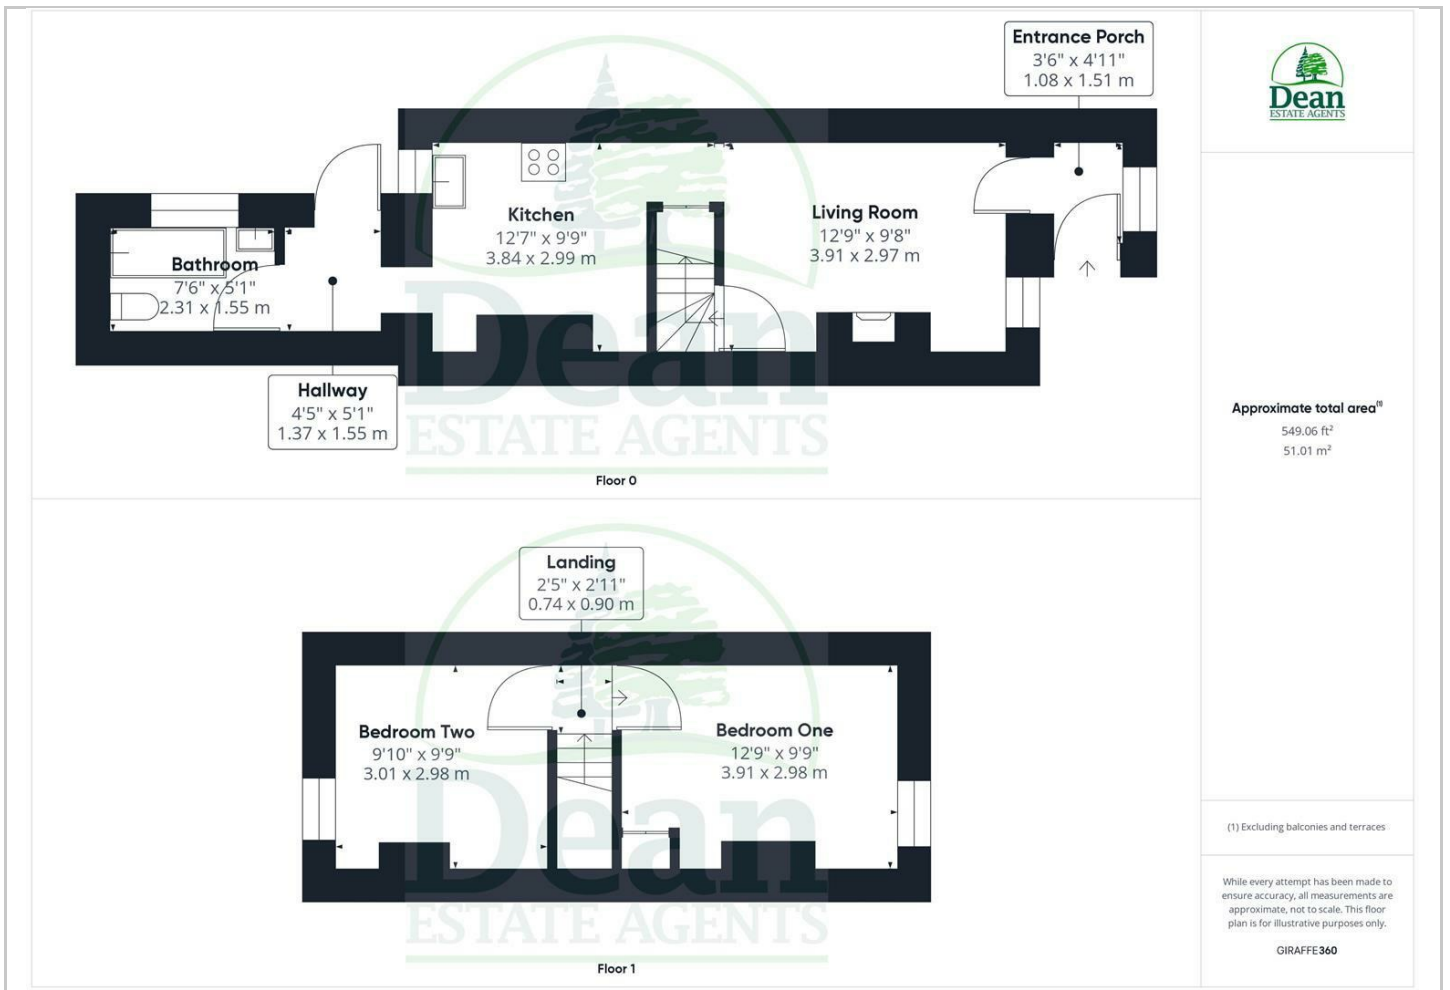 Entrance Porch
3'6" x 4'11"
1.08 x 1.51 m
Dean
ESTATE AGENTS
Kitchen
12'7" x 9'9"
3.84 x 2.99 m
Living Room
12'9" x 9'8"
3.91 x 2.97 m
Bathroom
7'6" x 5'1"
2.31 x 1.55 m
Hallway
4'5" x 5'1"
1.37 x 1.55 m
Dean
ESTATE AGENTS
Floor 0
Approximate total area(1)
549.06 ft²
51.01 m²
Landing
2'5" x 2'11"
0.74 x 0.90 m
Bedroom Two
9'10" x 9'9"
3.01 x 2.98 m
Bedroom One
12'9" x 9'9"
3.91 x 2.98 m
Dean
ESTATE AGENTS
Floor 1
(1) Excluding balconies and terraces
While every attempt has been made to
ensure accuracy, all measurements are
approximate, not to scale. This floor
plan is for illustrative purposes only.
GIRAFFE360